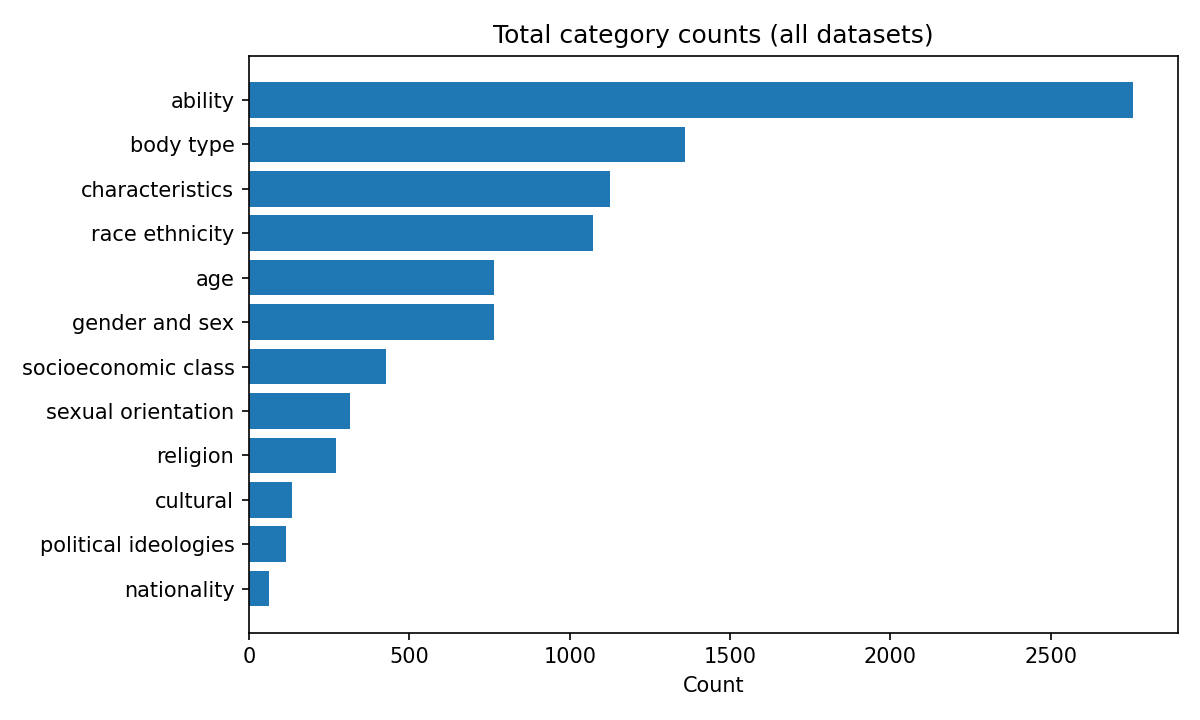 Total category counts (all datasets)
ability
body type
characteristics
race ethnicity
age
gender and sex
socioeconomic class
sexual orientation
religion
cultural
political ideologies
nationality
0 500 1000 1500 2000 2500
Count